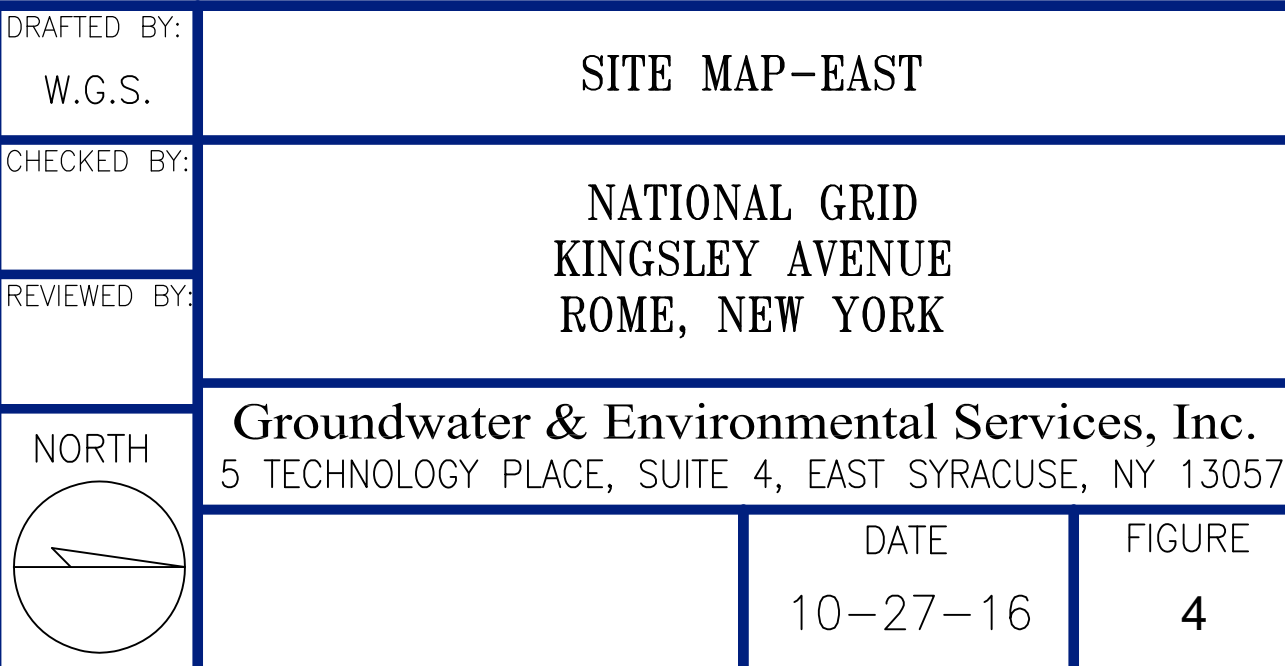 DRAFTED BY:
W.G.S.
SITE MAP-EAST
CHECKED BY:
NATIONAL GRID
KINGSLEY AVENUE
ROME, NEW YORK
REVIEWED BY:
Groundwater & Environmental Services, Inc.
5 TECHNOLOGY PLACE, SUITE 4, EAST SYRACUSE, NY 13057
NORTH
DATE
10-27-16
FIGURE
4